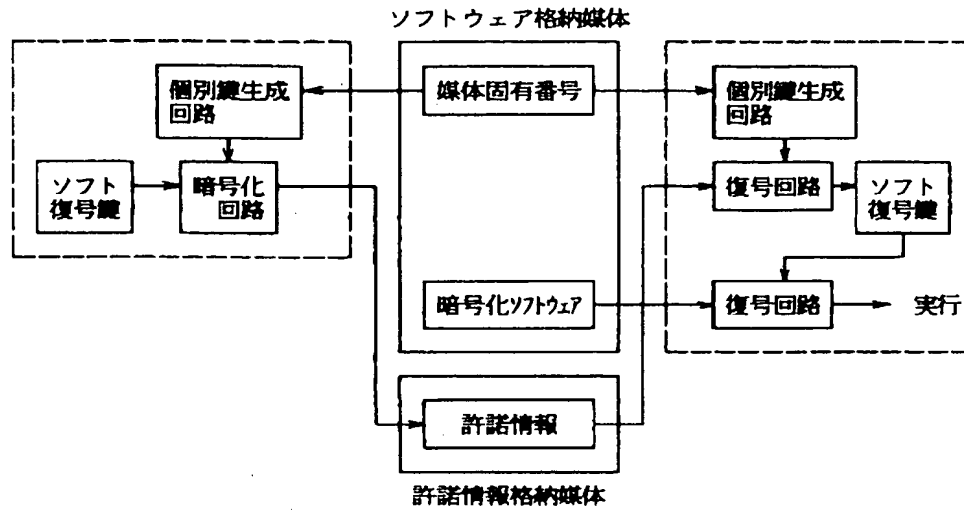 ソフトウェア格納媒体
個別鍵生成
回路
ソフト
復号鍵
暗号化
回路
媒体固有番号
暗号化ソフトウェア
個別鍵生成
回路
復号回路
ソフト
復号鍵
復号回路
実行
許諾情報
許諾情報格納媒体